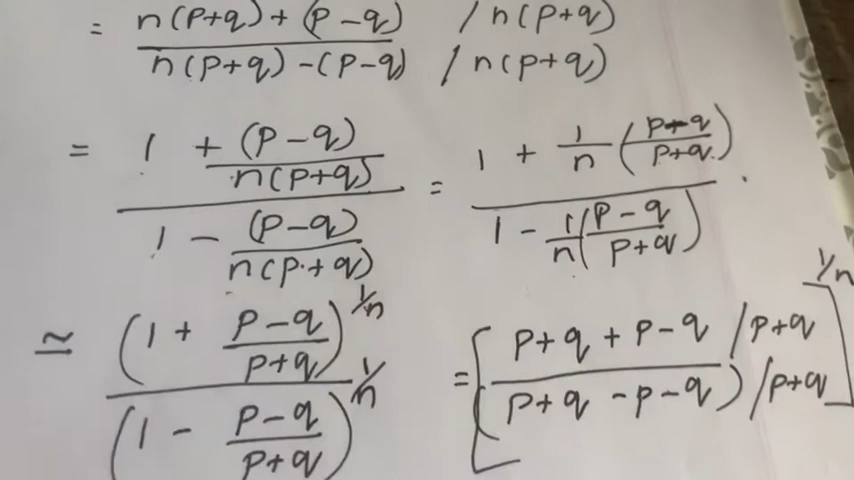 = n(p+q) + (p-q) / n(p+q)
n(p+q) - (p-q) / n(p+q)
= 1 + (p-q) / n(p+q) = 1 + 1/n (p-q / p+q) .
1 - (p-q) / n(p+q) 1 - 1/n (p-q / p+q)
≃ (1 + p-q / p+q)^1/n = [ p+q + p-q / p+q ]^1/n
(1 - p-q / p+q)^1/n p+q - p-q) / p+q